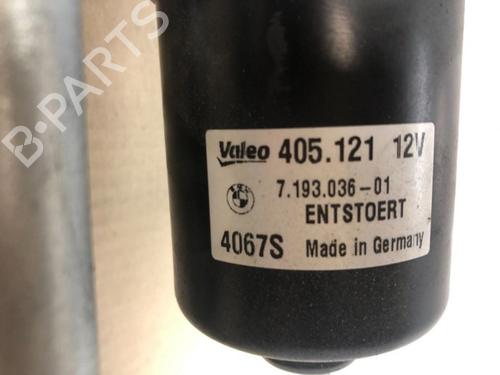 B-PARTS
Valeo 405.121 12V
7.193.036-01
ENTSTOERT
4067S Made in Germany